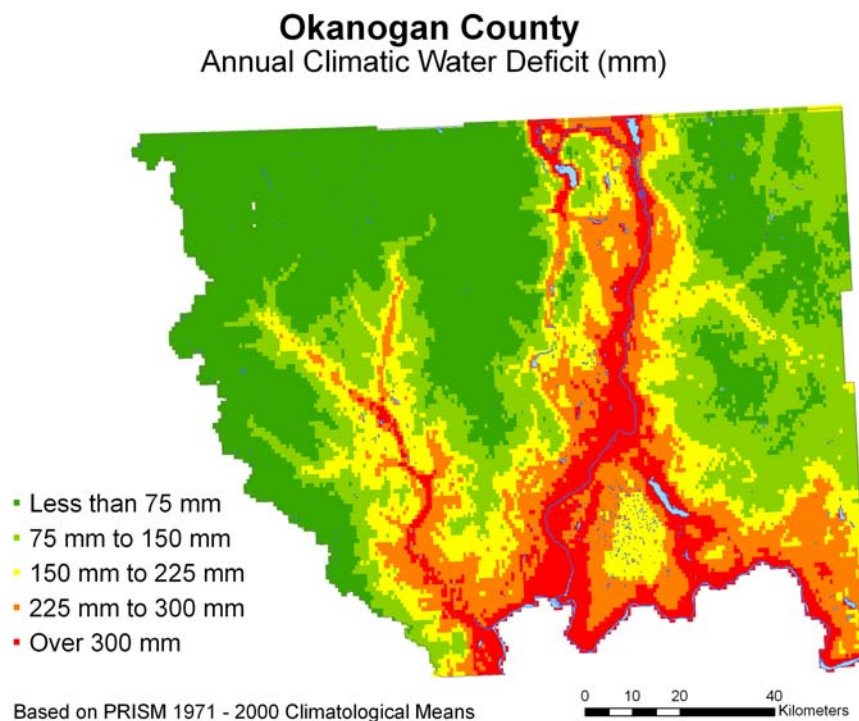 Okanogan County
Annual Climatic Water Deficit (mm)
Less than 75 mm
75 mm to 150 mm
150 mm to 225 mm
225 mm to 300 mm
Over 300 mm
Based on PRISM 1971 - 2000 Climatological Means
0 5 10 20 30 40
Kilometers